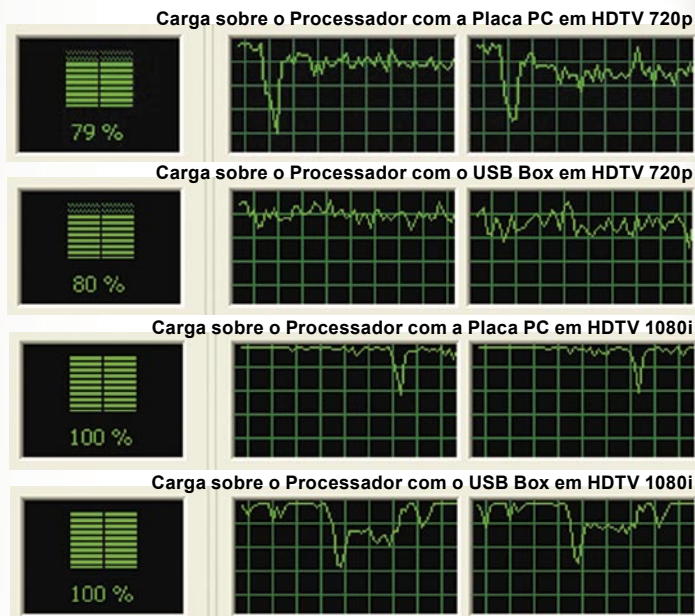 Carga sobre o Processador com a Placa PC em HDTV 720p
79 %
Carga sobre o Processador com o USB Box em HDTV 720p
80 %
Carga sobre o Processador com a Placa PC em HDTV 1080i
100 %
Carga sobre o Processador com o USB Box em HDTV 1080i
100 %